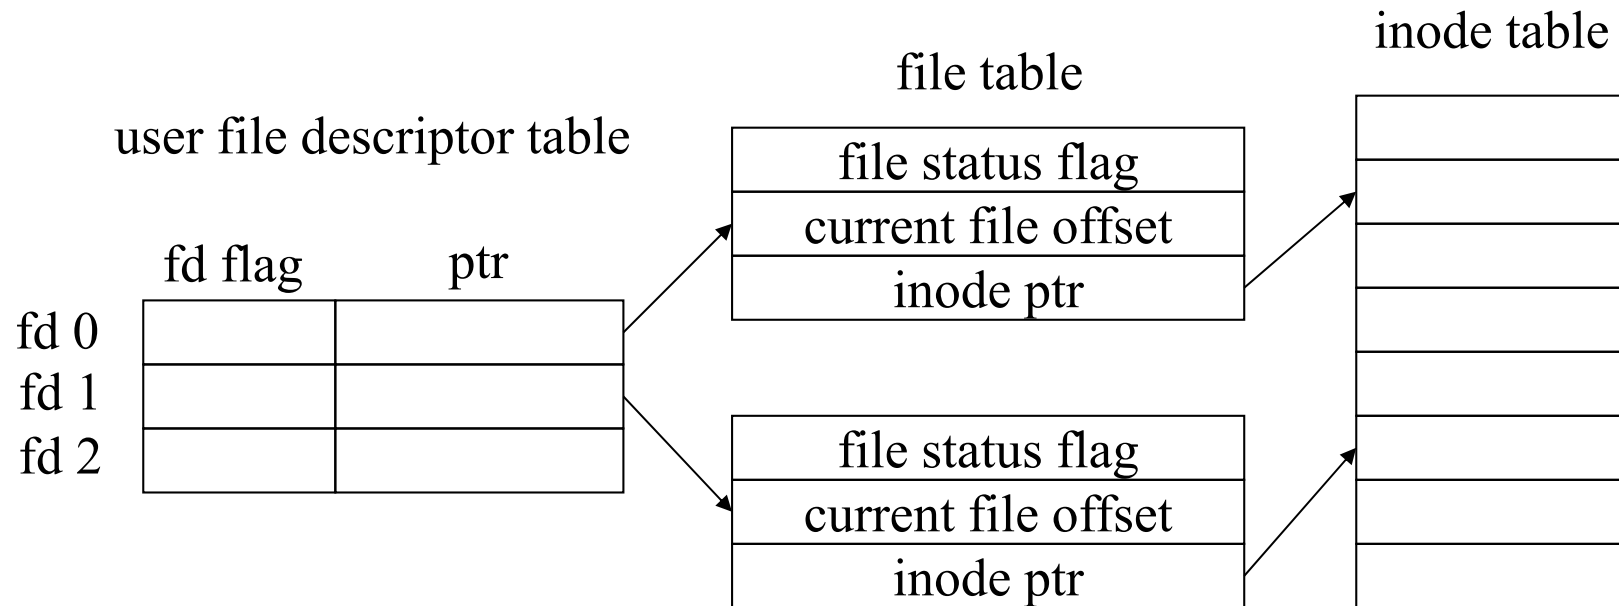 inode table
file table
user file descriptor table
file status flag
current file offset
inode ptr
fd flag ptr
fd 0
fd 1
fd 2
file status flag
current file offset
inode ptr